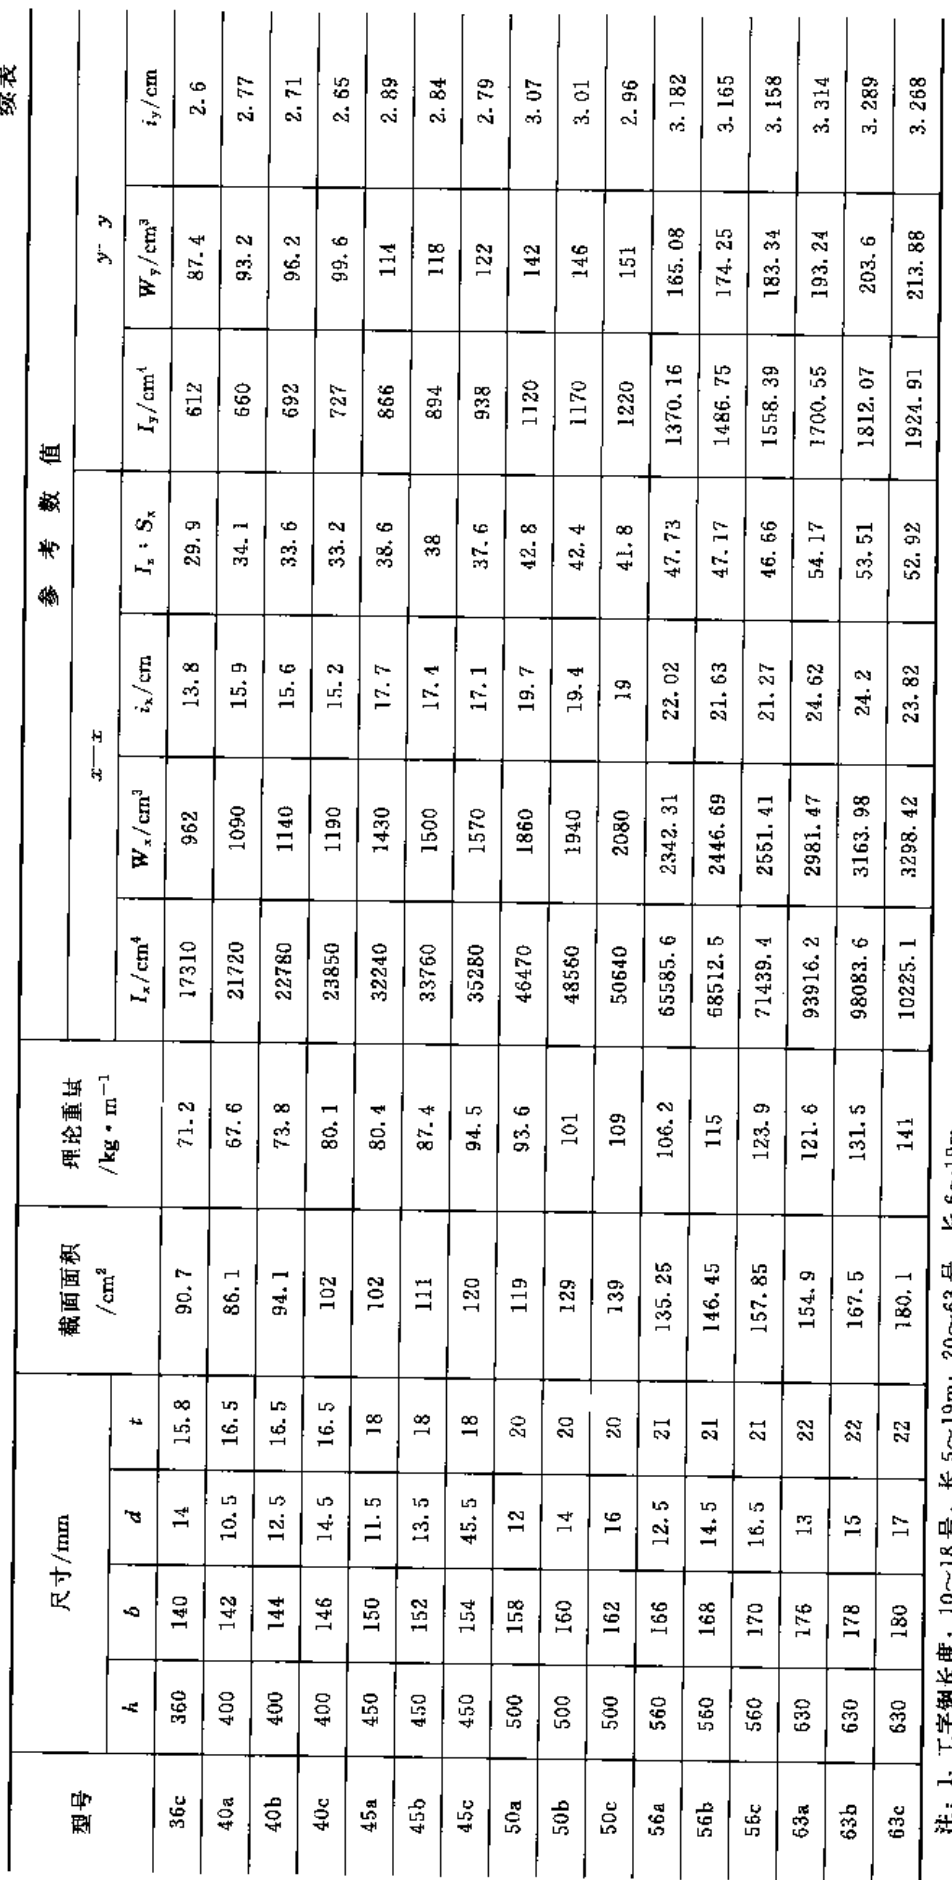 续表
型号 尺寸/mm 截面面积 /cm² 理论重量 /kg·m⁻¹ 参考数值
x—x y-y
h b d t Iₓ/cm⁴ Wₓ/cm³ iₓ/cm Iₓ:Sₓ I_y/cm⁴ W_y/cm³ i_y/cm
36c 360 140 14 15.8 90.7 71.2 17310 962 13.8 29.9 612 87.4 2.6
40a 400 142 10.5 16.5 86.1 67.6 21720 1090 15.9 34.1 660 93.2 2.77
40b 400 144 12.5 16.5 94.1 73.8 22780 1140 15.6 33.6 692 96.2 2.71
40c 400 146 14.5 16.5 102 80.1 23850 1190 15.2 33.2 727 99.6 2.65
45a 450 150 11.5 18 102 80.4 32240 1430 17.7 38.6 866 114 2.89
45b 450 152 13.5 18 111 87.4 33760 1500 17.4 38 894 118 2.84
45c 450 154 45.5 18 120 94.5 35280 1570 17.1 37.6 938 122 2.79
50a 500 158 12 20 119 93.6 46470 1860 19.7 42.8 1120 142 3.07
50b 500 160 14 20 129 101 48560 1940 19.4 42.4 1170 146 3.01
50c 500 162 16 20 139 109 50640 2080 19 41.8 1220 151 2.96
56a 560 166 12.5 21 135.25 106.2 65585.6 2342.31 22.02 47.73 1370.16 165.08 3.182
56b 560 168 14.5 21 146.45 115 68512.5 2446.69 21.63 47.17 1486.75 174.25 3.165
56c 560 170 16.5 21 157.85 123.9 71439.4 2551.41 21.27 46.66 1558.39 183.34 3.158
63a 630 176 13 22 154.9 121.6 93916.2 2981.47 24.62 54.17 1700.55 193.24 3.314
63b 630 178 15 22 167.5 131.5 98083.6 3163.98 24.2 53.51 1812.07 203.6 3.289
63c 630 180 17 22 180.1 141 10225.1 3298.42 23.82 52.92 1924.91 213.88 3.268
注:1. 工字钢长度:10~18号,长5~19m;20~63号,长6~19m